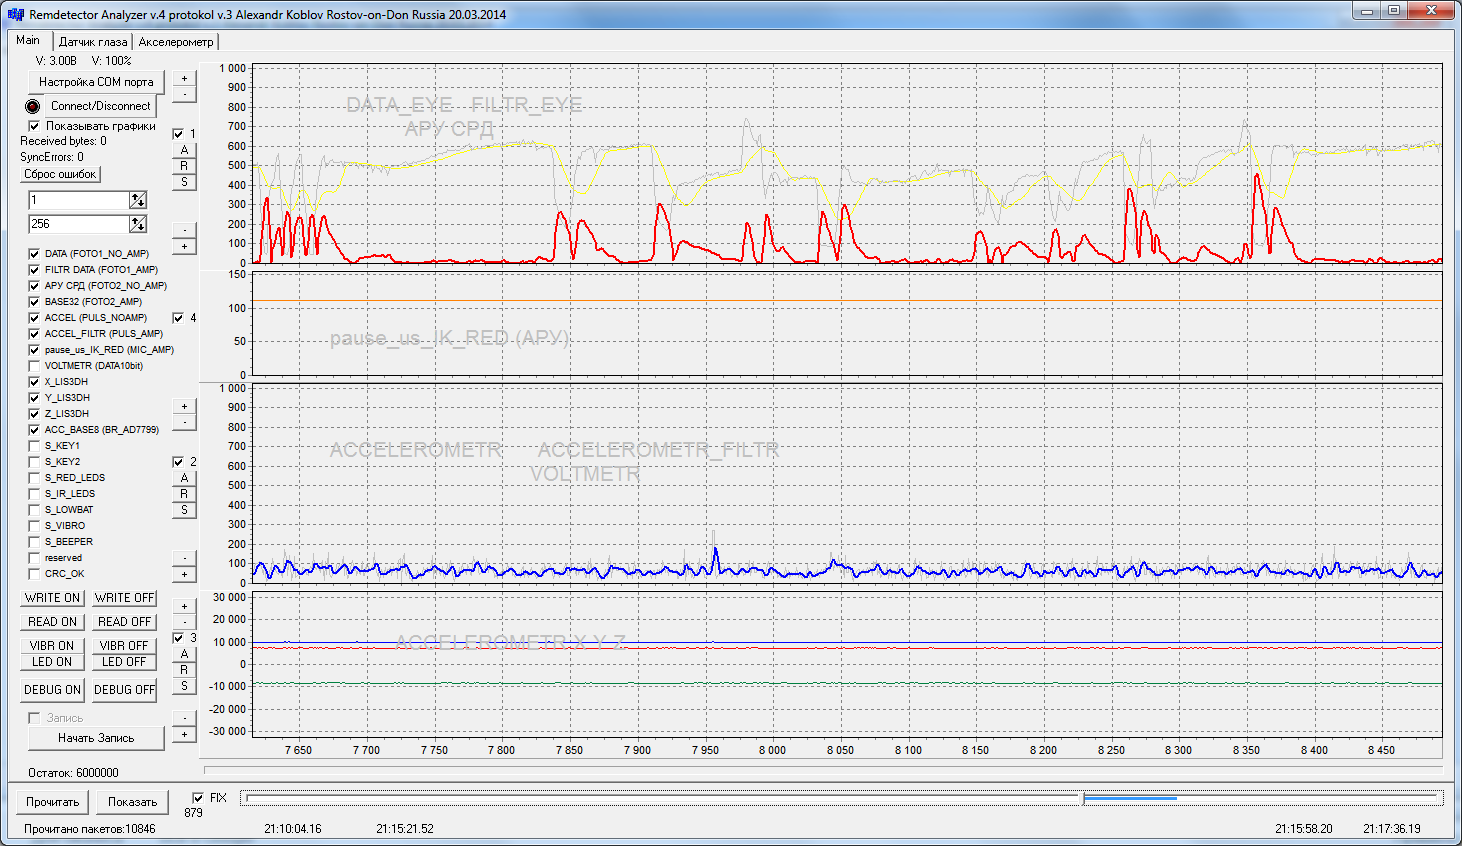 Remdetector Analyzer v.4 protokol v.3 Alexandr Koblov Rostov-on-Don Russia 20.03.2014
Main Датчик глаза Акселерометр
V: 3.00В V: 100%
Настройка COM порта
+
-
Connect/Disconnect
Показывать графики
1
Received bytes: 0
A
SyncErrors: 0
R
Сброс ошибок
S
1
256
-
+
DATA (FOTO1_NO_AMP)
FILTR DATA (FOTO1_AMP)
АРУ СРД (FOTO2_NO_AMP)
BASE32 (FOTO2_AMP)
ACCEL (PULS_NOAMP)
4
ACCEL_FILTR (PULS_AMP)
pause_us_IK_RED (MIC_AMP)
VOLTMETR (DATA10bit)
X_LIS3DH
Y_LIS3DH
+
Z_LIS3DH
-
ACC_BASE8 (BR_AD7799)
S_KEY1
S_KEY2
2
S_RED_LEDS
A
S_IR_LEDS
R
S_LOWBAT
S
S_VIBRO
S_BEEPER
reserved
-
CRC_OK
+
WRITE ON WRITE OFF
+
READ ON READ OFF
-
3
VIBR ON VIBR OFF
A
LED ON LED OFF
R
DEBUG ON DEBUG OFF
S
Запись
-
Начать Запись
+
Остаток: 6000000
1 000
900
DATA_EYE FILTR_EYE
800
АРУ СРД
700
600
500
400
300
200
100
0
150
100
pause_us_IK_RED (АРУ)
50
0
1 000
900
800
700
ACCELEROMETR ACCELEROMETR_FILTR
600
VOLTMETR
500
400
300
200
100
0
30 000
20 000
10 000
ACCELEROMETR X Y Z
0
-10 000
-20 000
-30 000
7 650 7 700 7 750 7 800 7 850 7 900 7 950 8 000 8 050 8 100 8 150 8 200 8 250 8 300 8 350 8 400 8 450
Прочитать Показать FIX
879
Прочитано пакетов:10846 21:10:04.16 21:15:21.52 21:15:58.20 21:17:36.19